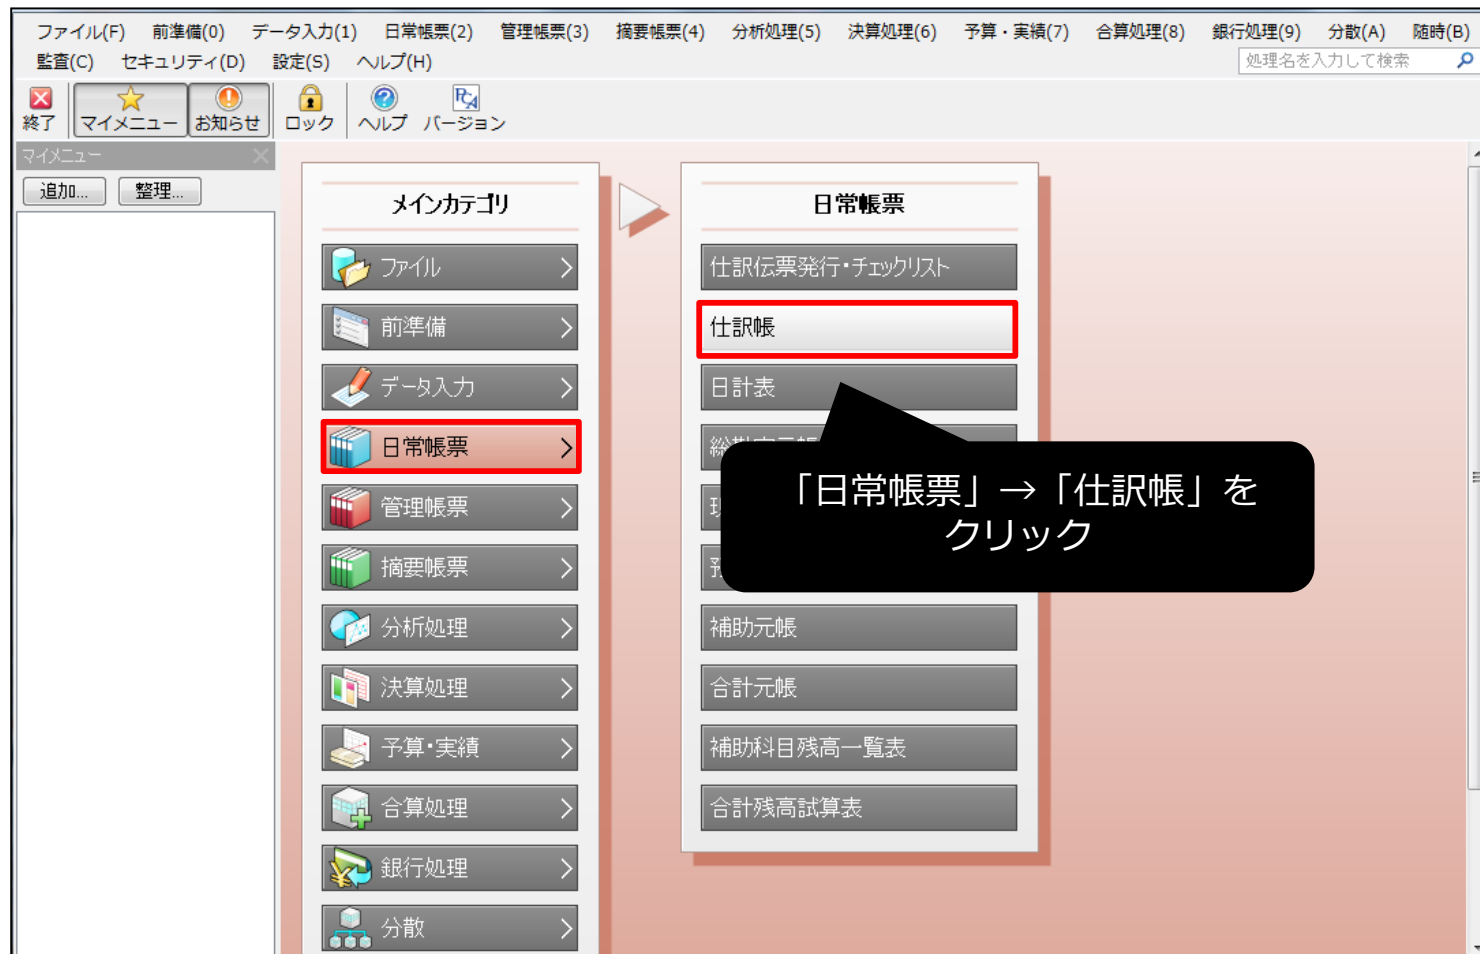 ファイル(F) 前準備(0) データ入力(1) 日常帳票(2) 管理帳票(3) 摘要帳票(4) 分析処理(5) 決算処理(6) 予算・実績(7) 合算処理(8) 銀行処理(9) 分散(A) 随時(B)
監査(C) セキュリティ(D) 設定(S) ヘルプ(H) 処理名を入力して検索
終了 マイメニュー お知らせ ロック ヘルプ PCA バージョン
マイメニュー
追加... 整理...
メインカテゴリ
ファイル
前準備
データ入力
日常帳票
管理帳票
摘要帳票
分析処理
決算処理
予算・実績
合算処理
銀行処理
分散
日常帳票
仕訳伝票発行・チェックリスト
仕訳帳
日計表
「日常帳票」→「仕訳帳」を
クリック
補助元帳
合計元帳
補助科目残高一覧表
合計残高試算表